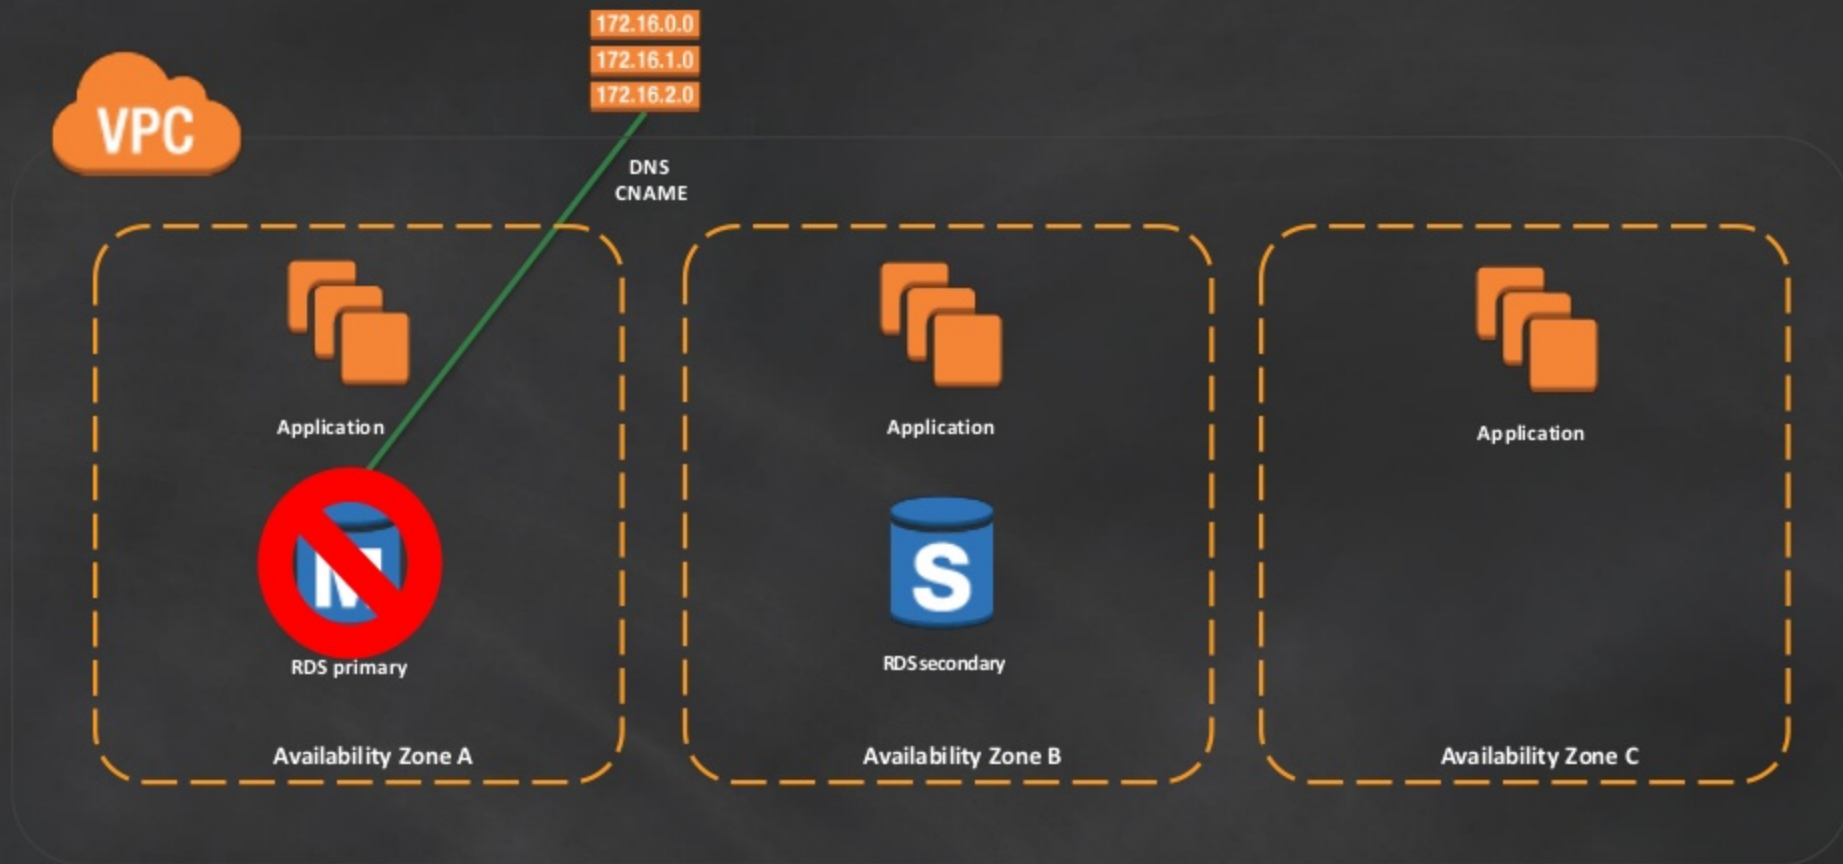 172.16.0.0
172.16.1.0
172.16.2.0
VPC
DNS
CNAME
Application
Application
Application
M
S
RDS primary
RDS secondary
Availability Zone A
Availability Zone B
Availability Zone C